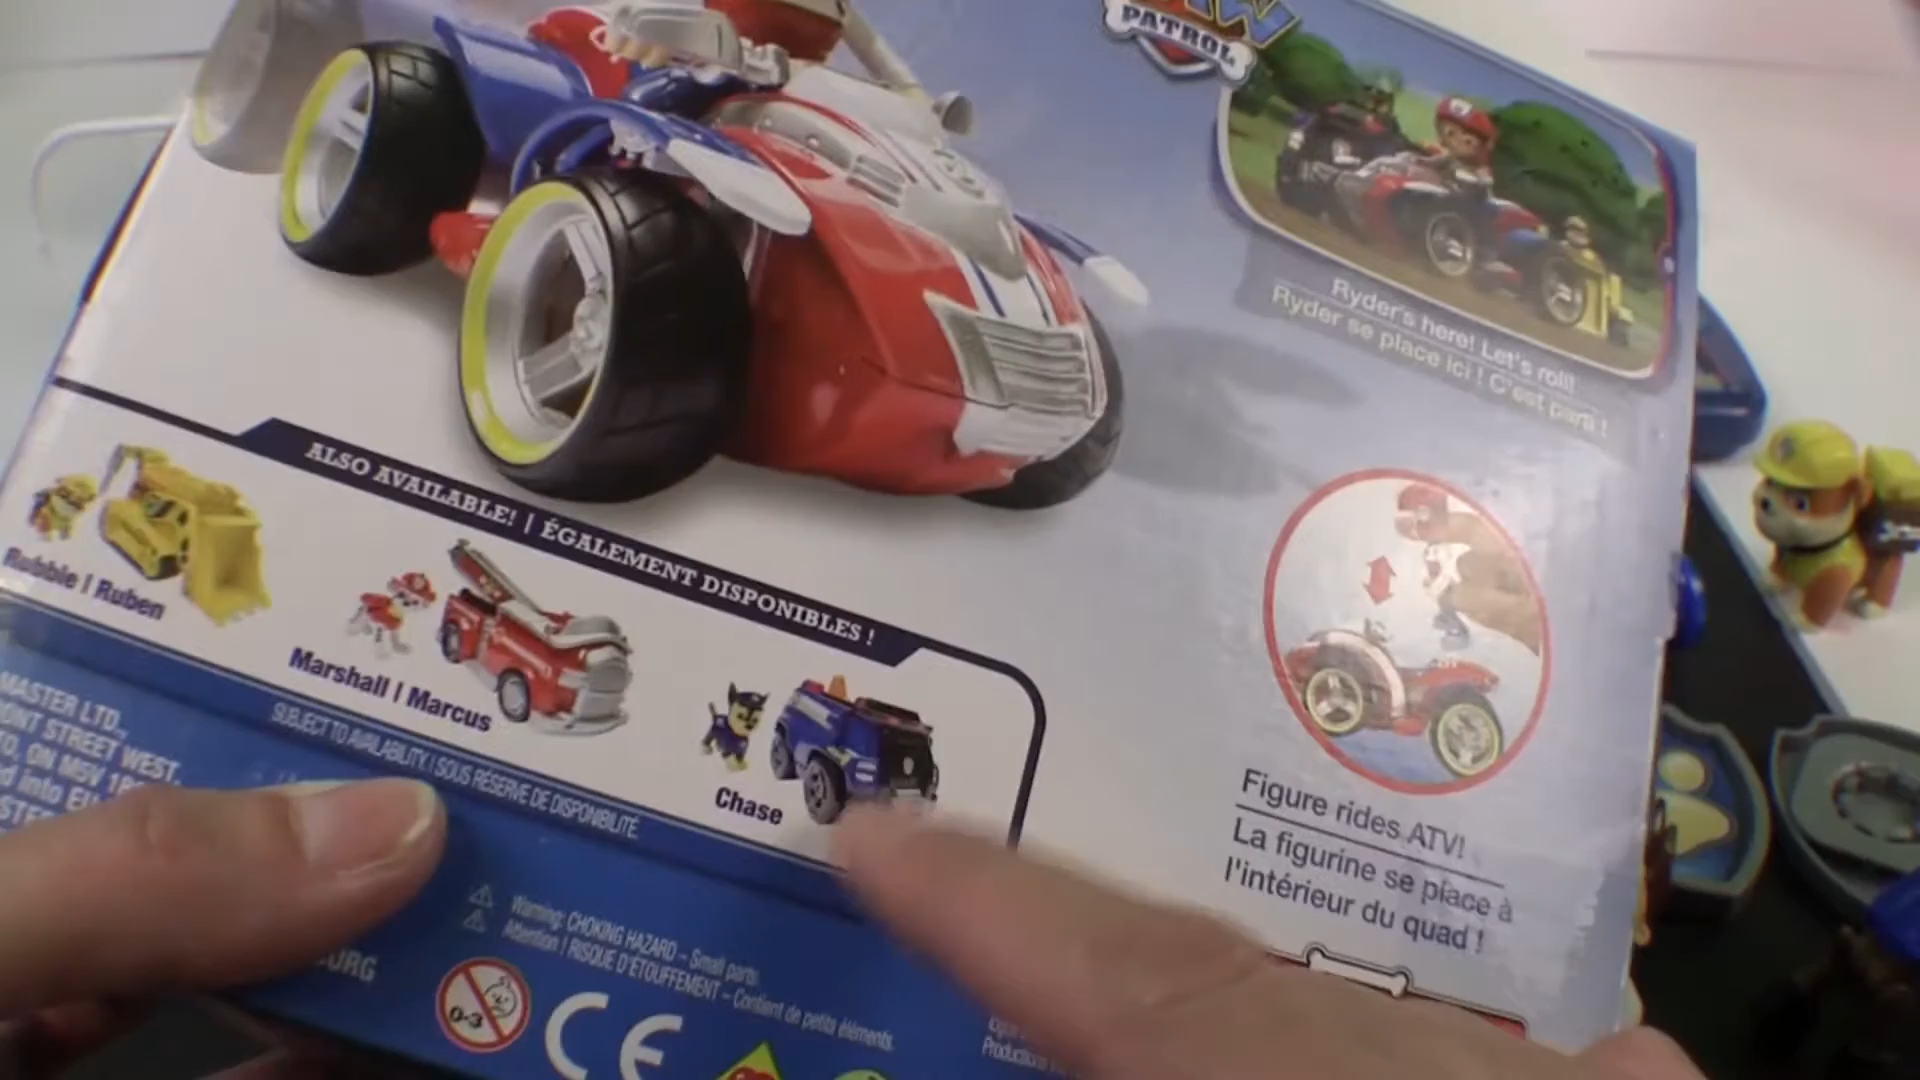 PATROL
Ryder's here! Let's roll!
Ryder se place ici ! C'est parti !
ALSO AVAILABLE! | ÉGALEMENT DISPONIBLES !
Rubble | Ruben
Marshall | Marcus
Chase
SUBJECT TO AVAILABILITY. | SOUS RÉSERVE DE DISPONIBILITÉ.
Figure rides ATV!
La figurine se place à
l'intérieur du quad !
MASTER LTD.,
STREET WEST,
ON M5V
Warning: CHOKING HAZARD – Small parts.
Attention ! RISQUE D'ÉTOUFFEMENT – Contient de petits éléments.
0-3
CE